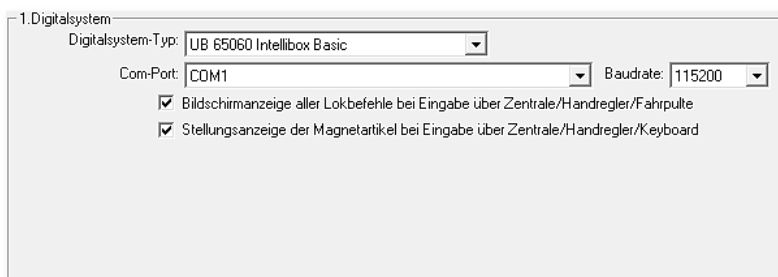 1.Digitalsystem
Digitalsystem-Typ: UB 65060 Intellibox Basic
Com-Port: COM1 Baudrate: 115200
Bildschirmanzeige aller Lokbefehle bei Eingabe über Zentrale/Handregler/Fahrpulte
Stellungsanzeige der Magnetartikel bei Eingabe über Zentrale/Handregler/Keyboard